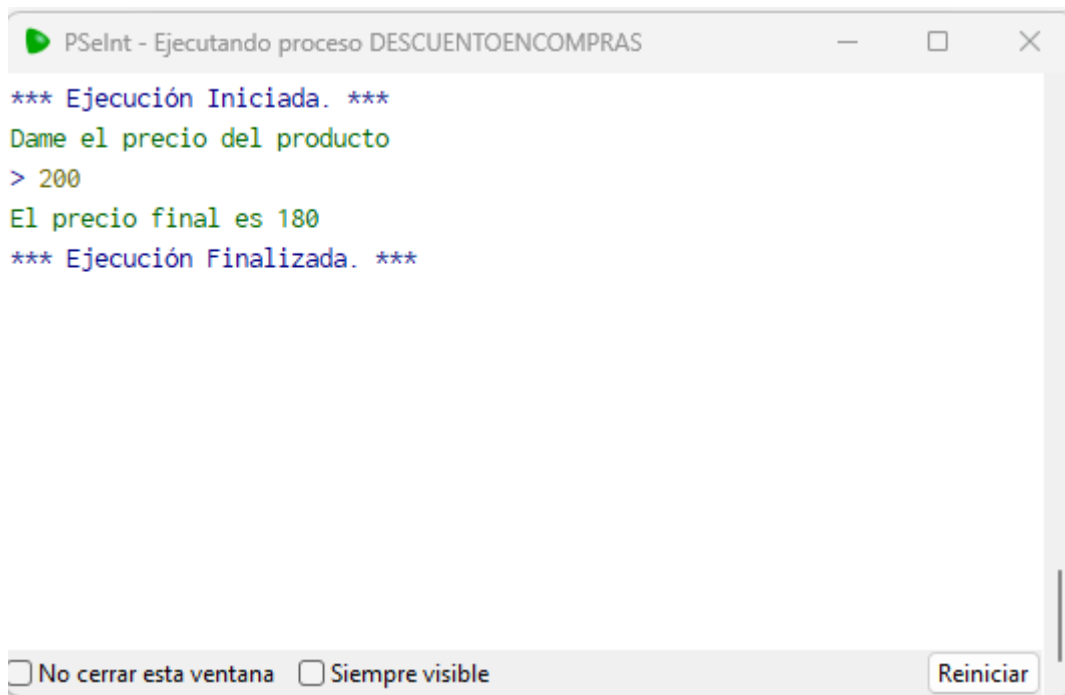 PSeInt - Ejecutando proceso DESCUENTOENCOMPRAS
*** Ejecución Iniciada. ***
Dame el precio del producto
> 200
El precio final es 180
*** Ejecución Finalizada. ***
No cerrar esta ventana Siempre visible Reiniciar